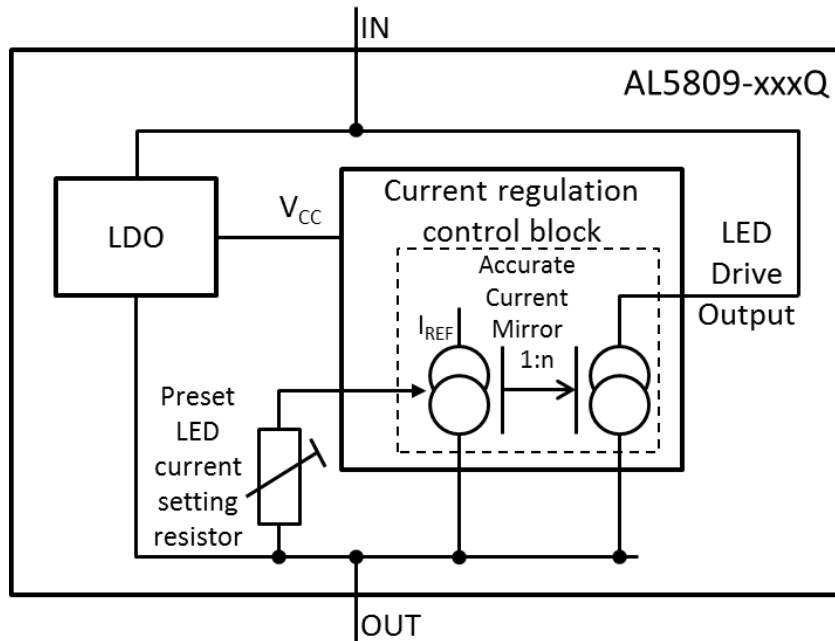 IN
AL5809-xxxQ
LDO
VCC
Current regulation
control block
Accurate
Current
Mirror
1:n
IREF
LED
Drive
Output
Preset
LED
current
setting
resistor
OUT